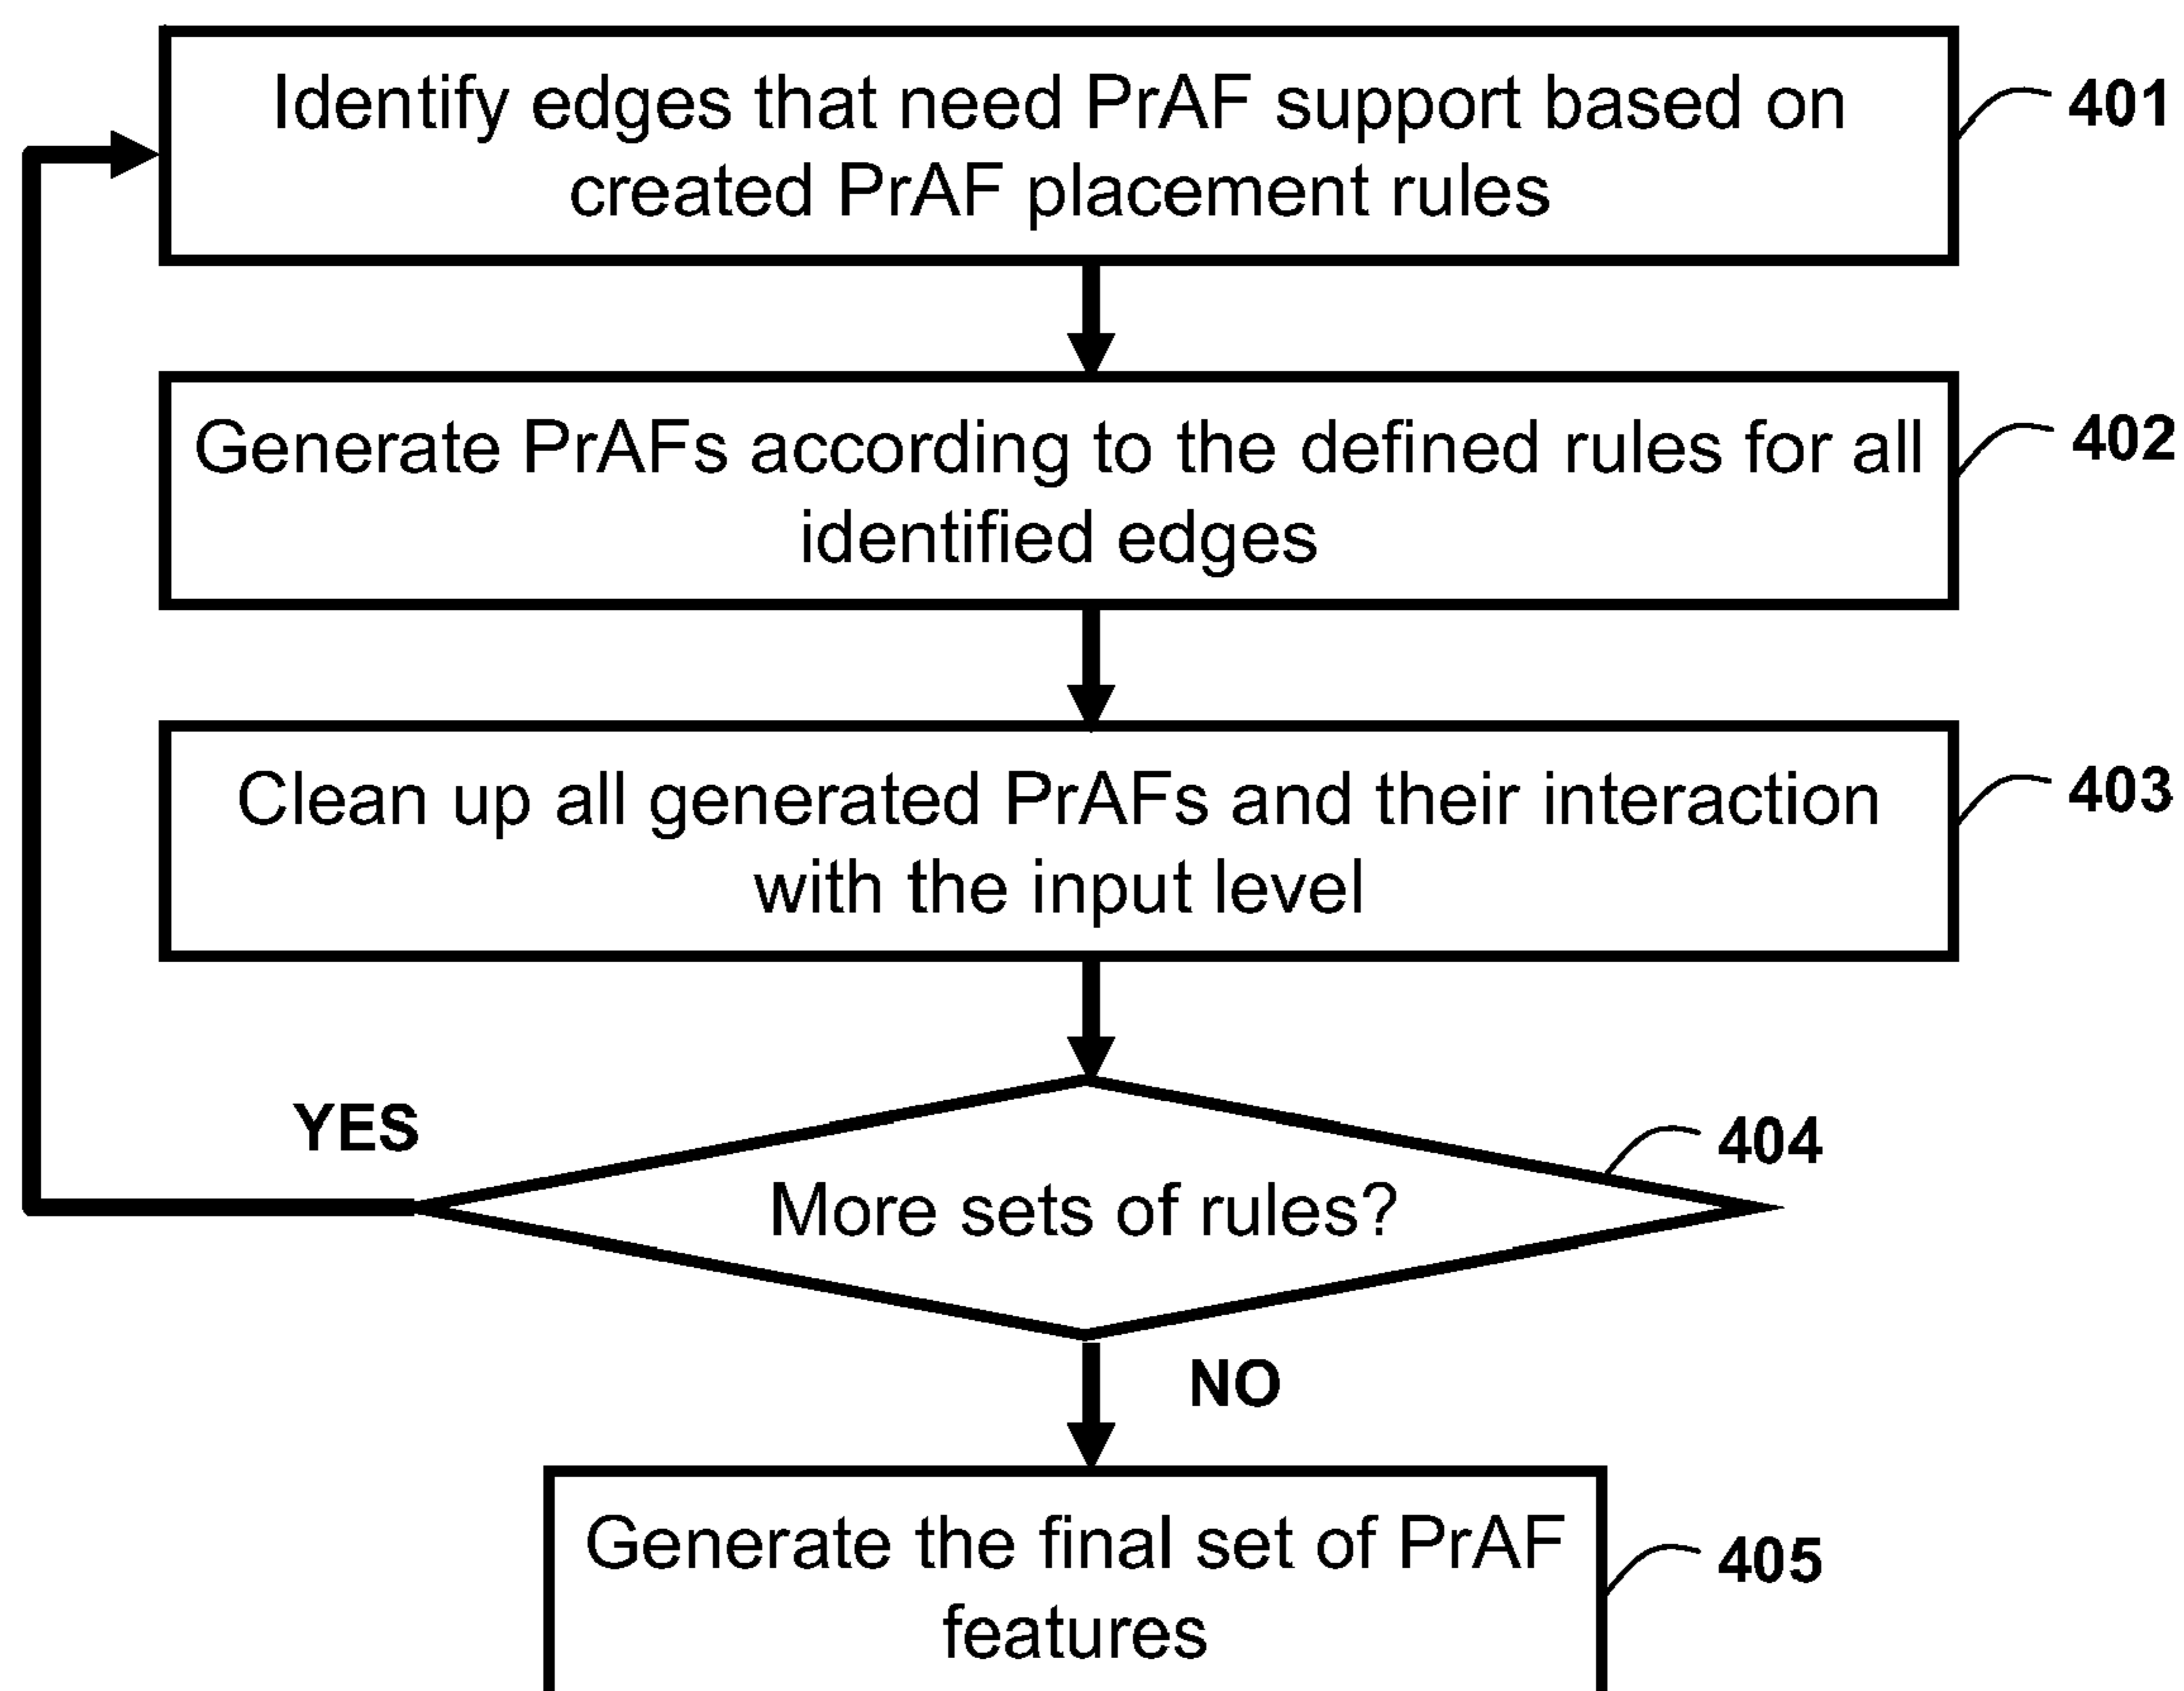 Identify edges that need PrAF support based on
created PrAF placement rules
401
Generate PrAFs according to the defined rules for all
identified edges
402
Clean up all generated PrAFs and their interaction
with the input level
403
YES
404
More sets of rules?
NO
Generate the final set of PrAF
features
405